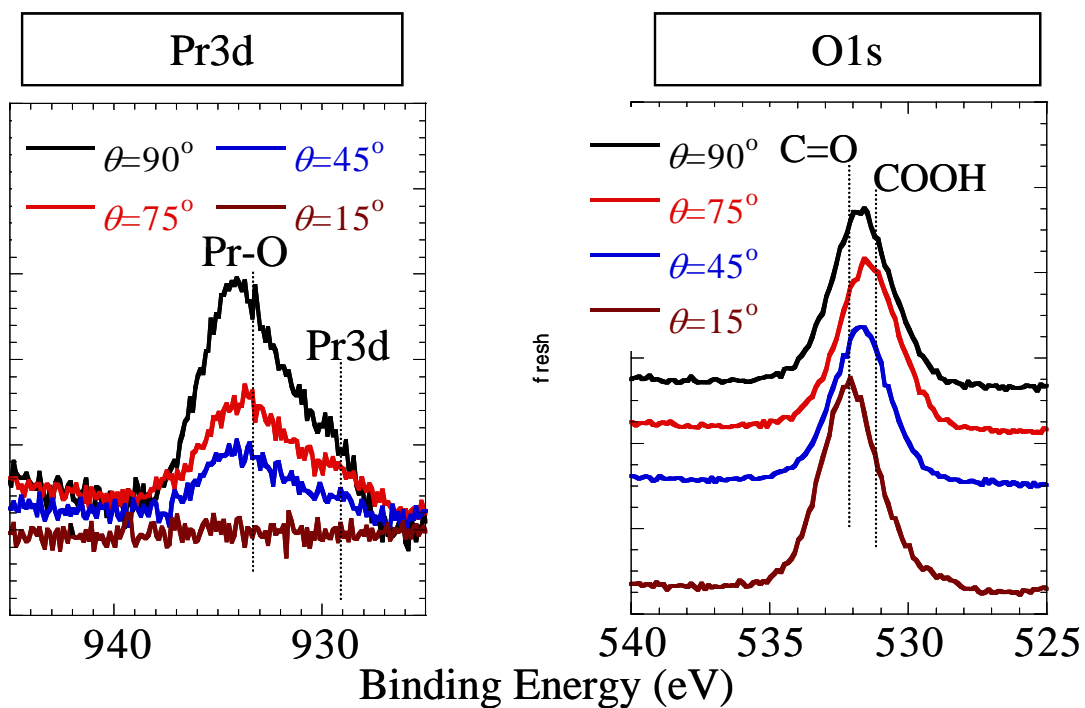 Pr3d
θ=90°
θ=45°
θ=75°
θ=15°
Pr-O
Pr3d
940
930
O1s
θ=90°
θ=75°
θ=45°
θ=15°
C=O
COOH
fresh
540
535
530
525
Binding Energy (eV)